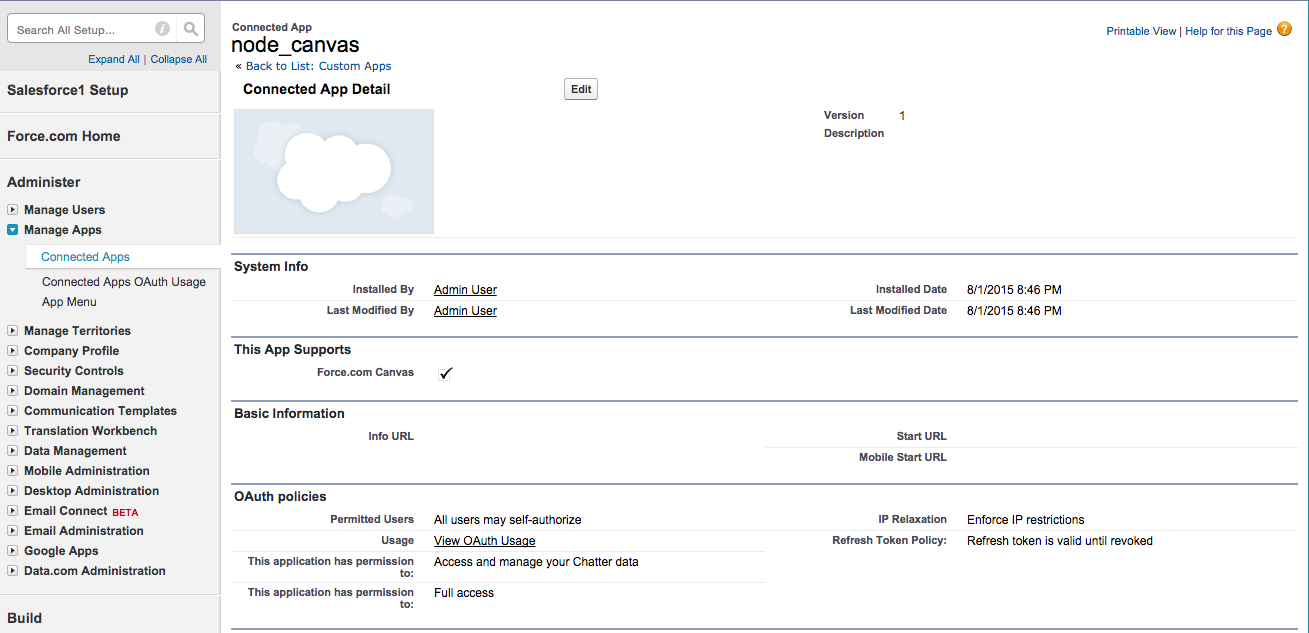 Search All Setup...
Expand All | Collapse All
Salesforce1 Setup
Force.com Home
Administer
Manage Users
Manage Apps
Connected Apps
Connected Apps OAuth Usage
App Menu
Manage Territories
Company Profile
Security Controls
Domain Management
Communication Templates
Translation Workbench
Data Management
Mobile Administration
Desktop Administration
Email Connect BETA
Email Administration
Google Apps
Data.com Administration
Build
Connected App
node_canvas
« Back to List: Custom Apps
Printable View | Help for this Page ?
Connected App Detail
Edit
Version 1
Description
System Info
Installed By Admin User Installed Date 8/1/2015 8:46 PM
Last Modified By Admin User Last Modified Date 8/1/2015 8:46 PM
This App Supports
Force.com Canvas
Basic Information
Info URL Start URL
Mobile Start URL
OAuth policies
Permitted Users All users may self-authorize IP Relaxation Enforce IP restrictions
Usage View OAuth Usage Refresh Token Policy: Refresh token is valid until revoked
This application has permission to: Access and manage your Chatter data
This application has permission to: Full access